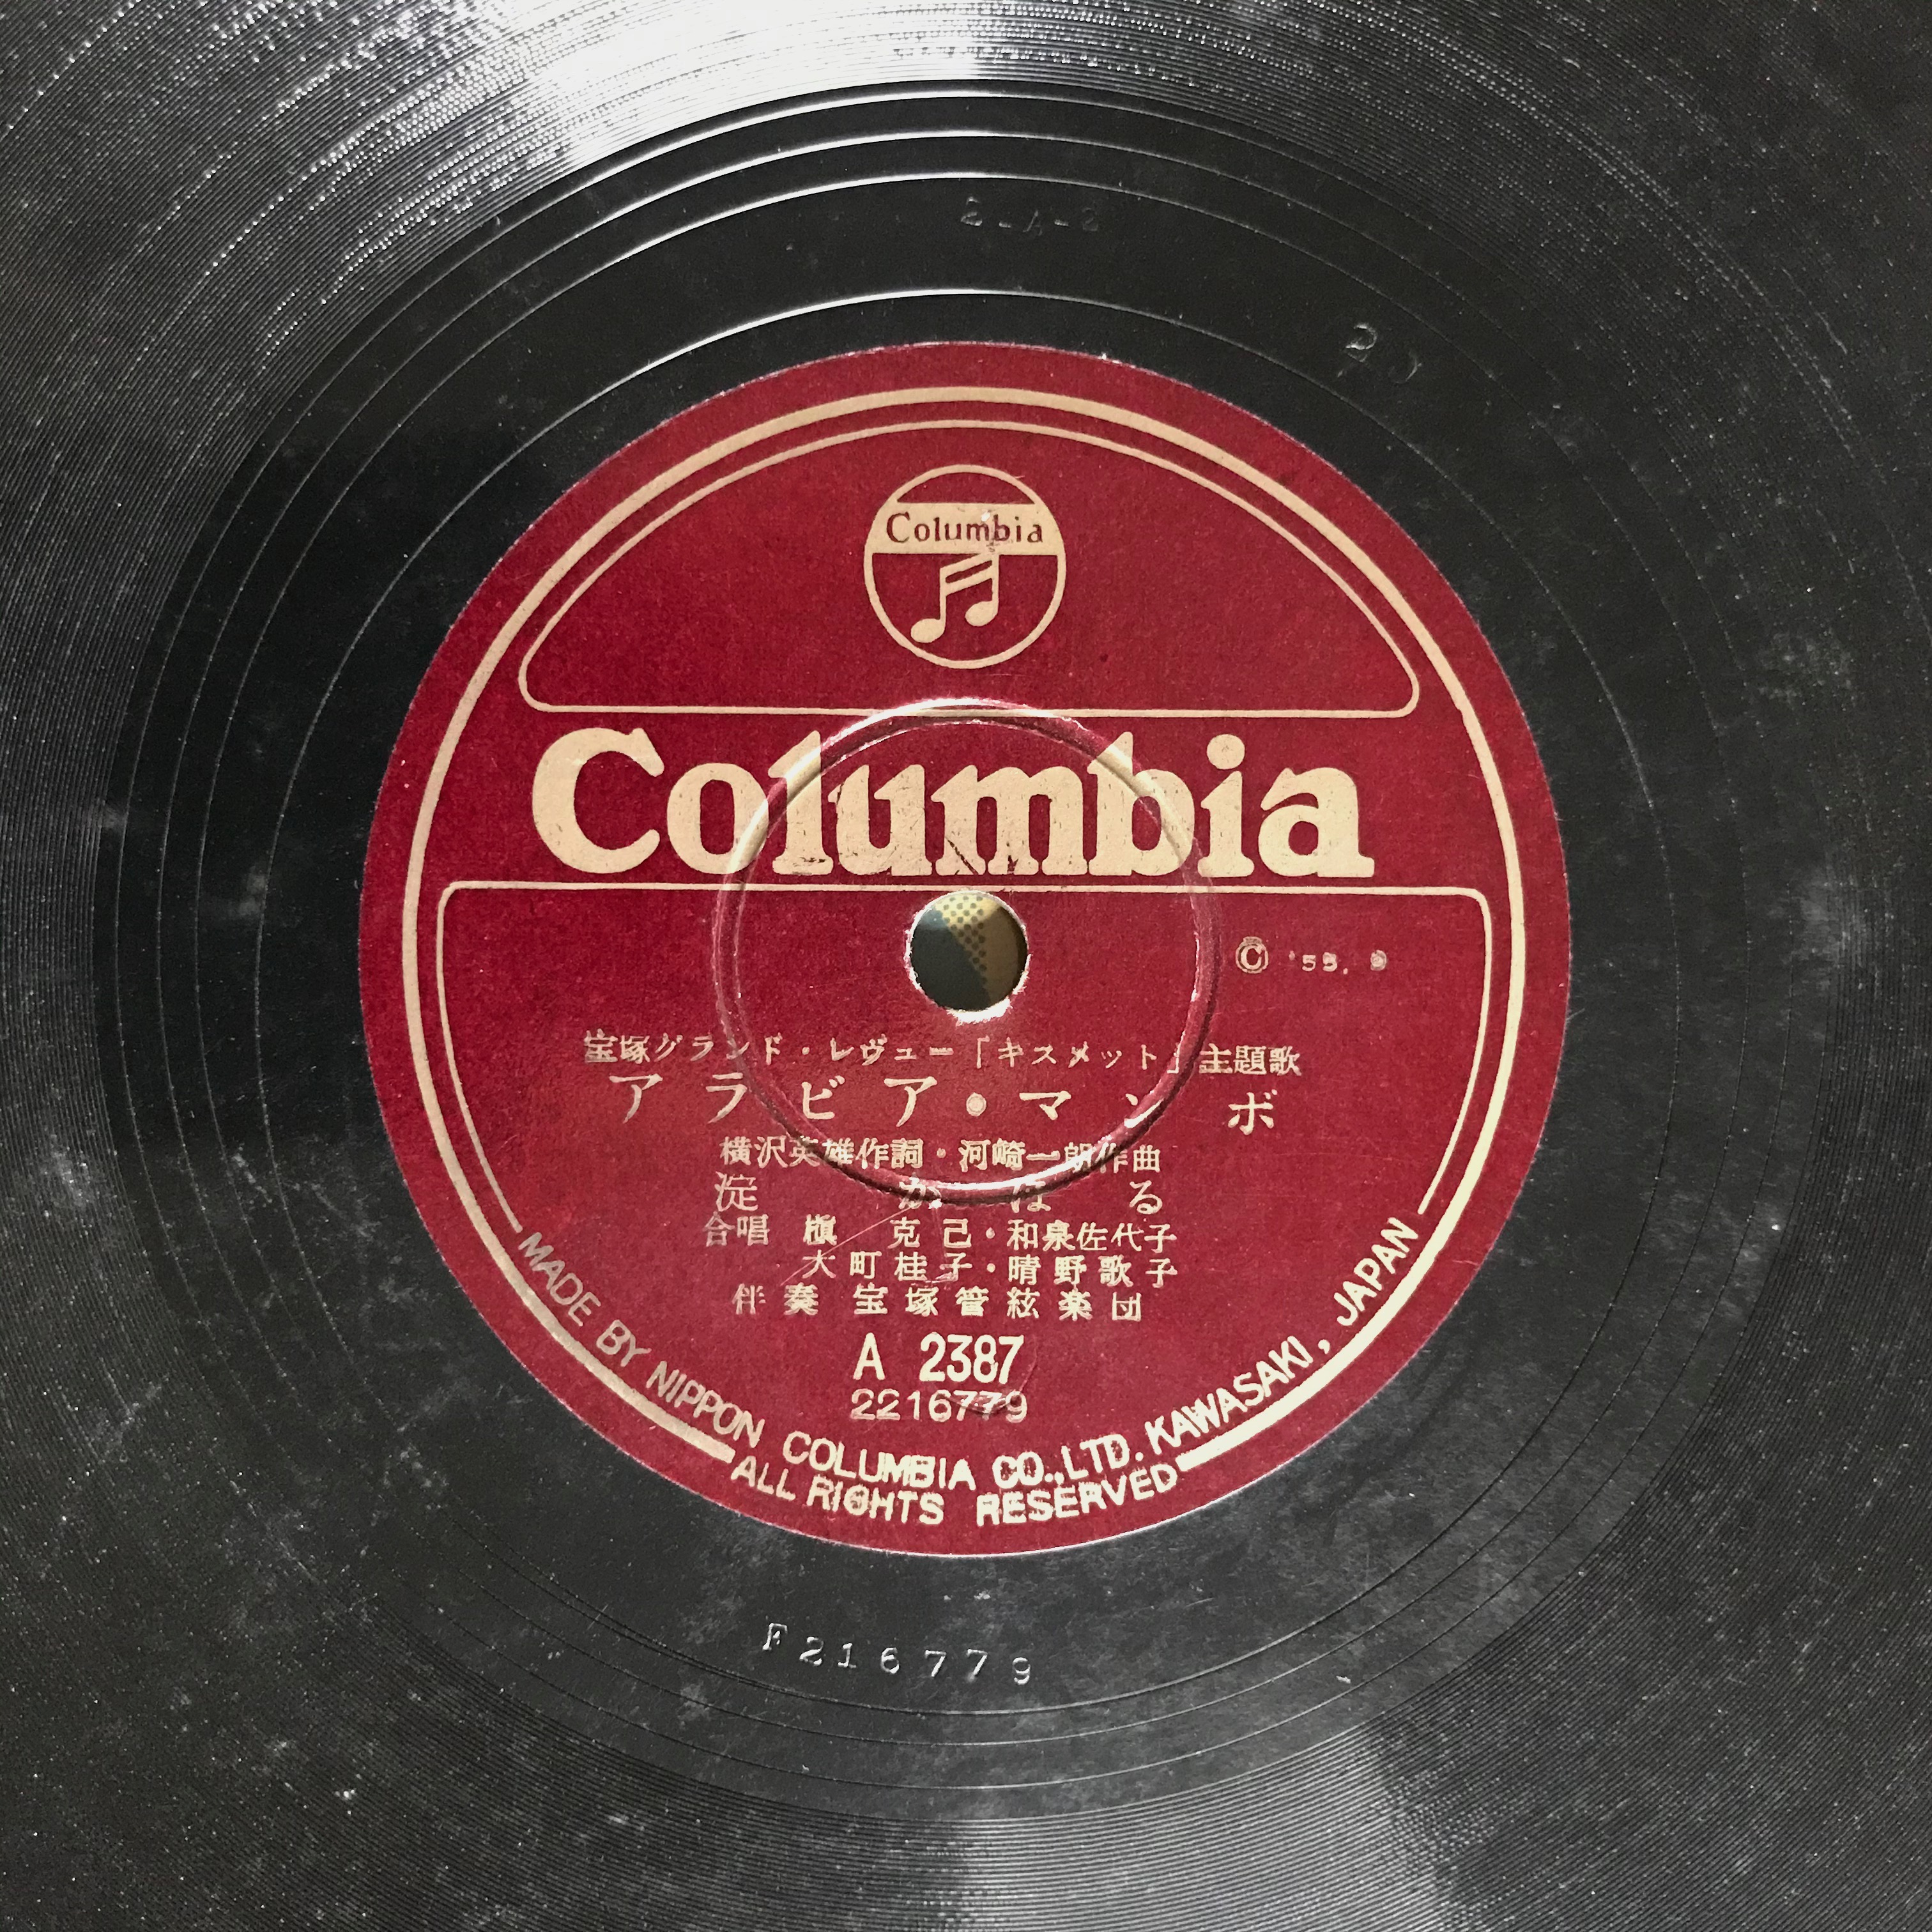 2-A-2
Columbia
Columbia
Ⓒ '55. 9
宝塚グランド・レヴュー「キスメット」主題歌
アラビア・マンボ
横沢英雄作詞・河崎一朗作曲
淀かほる
合唱 槇克己・和泉佐代子
大町桂子・晴野歌子
伴奏 宝塚管絃楽団
A 2387
2216779
MADE BY NIPPON COLUMBIA CO., LTD. KAWASAKI, JAPAN
ALL RIGHTS RESERVED
F216779